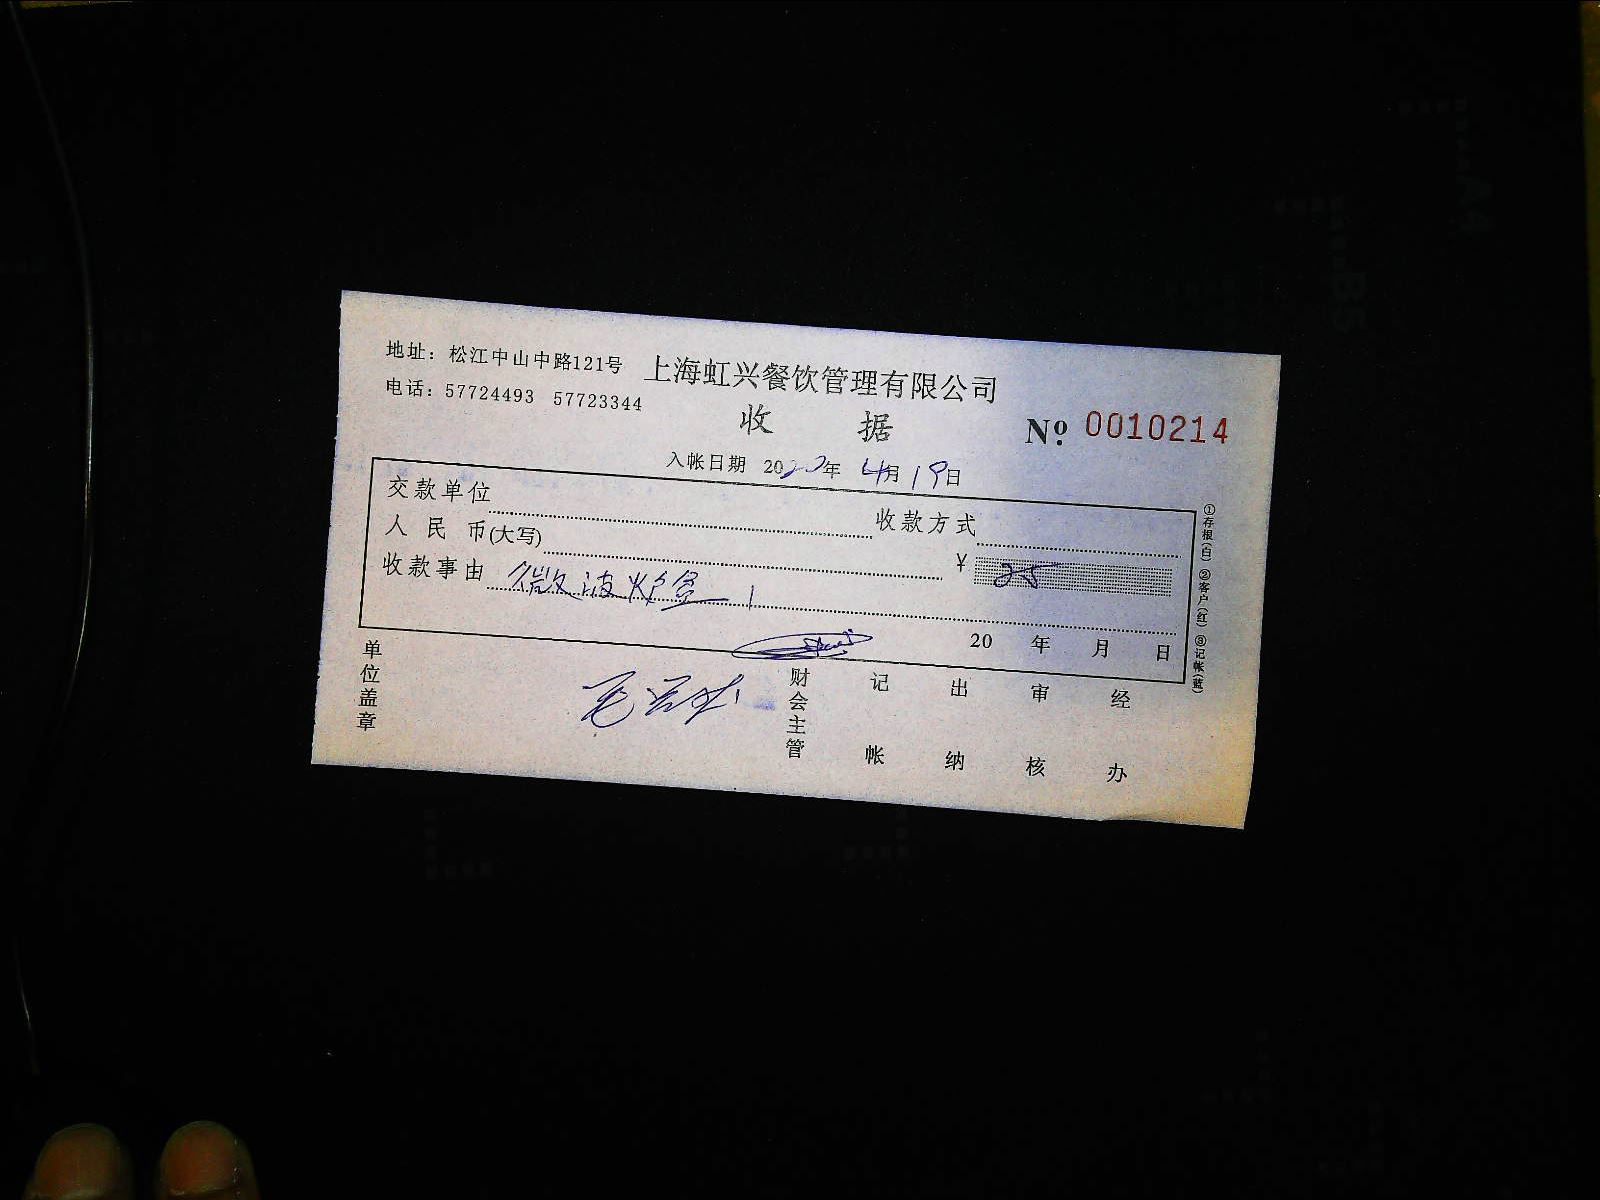 地址：松江中山中路121号
上海虹兴餐饮管理有限公司
电话：57724493 57723344
收 据
№ 0010214
入帐日期 2020年 4月19日
交款单位 收款方式
人民币(大写) ¥ 25
收款事由 微波炉 1
20 年 月 日
①存根(白) ②客户(红) ③记帐(蓝)
单位盖章 财会主管 记帐 出纳 审核 经办